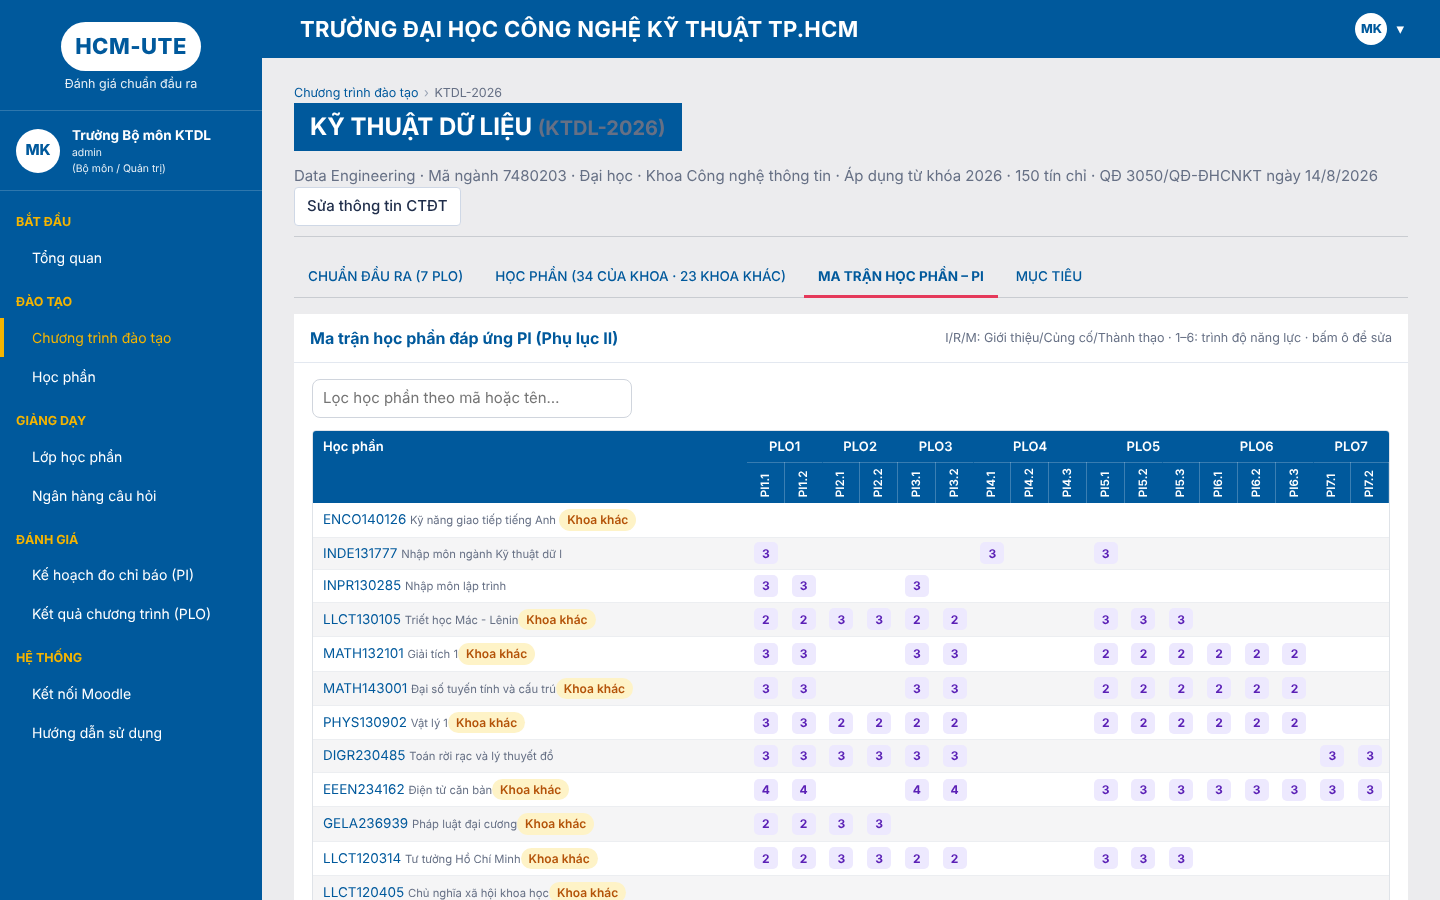 HCM-UTE
Đánh giá chuẩn đầu ra
MK
Trưởng Bộ môn KTDL
admin
(Bộ môn / Quản trị)
BẮT ĐẦU
Tổng quan
ĐÀO TẠO
Chương trình đào tạo
Học phần
GIẢNG DẠY
Lớp học phần
Ngân hàng câu hỏi
ĐÁNH GIÁ
Kế hoạch đo chỉ báo (PI)
Kết quả chương trình (PLO)
HỆ THỐNG
Kết nối Moodle
Hướng dẫn sử dụng
TRƯỜNG ĐẠI HỌC CÔNG NGHỆ KỸ THUẬT TP.HCM
MK ▼
Chương trình đào tạo › KTDL-2026
KỸ THUẬT DỮ LIỆU (KTDL-2026)
Data Engineering · Mã ngành 7480203 · Đại học · Khoa Công nghệ thông tin · Áp dụng từ khóa 2026 · 150 tín chỉ · QĐ 3050/QĐ-ĐHCNKT ngày 14/8/2026
Sửa thông tin CTĐT
CHUẨN ĐẦU RA (7 PLO) HỌC PHẦN (34 CỦA KHOA · 23 KHOA KHÁC) MA TRẬN HỌC PHẦN – PI MỤC TIÊU
Ma trận học phần đáp ứng PI (Phụ lục II) I/R/M: Giới thiệu/Củng cố/Thành thạo · 1–6: trình độ năng lực · bấm ô để sửa
Lọc học phần theo mã hoặc tên...
Học phần PLO1 PLO2 PLO3 PLO4 PLO5 PLO6 PLO7
PI1.1 PI1.2 PI2.1 PI2.2 PI3.1 PI3.2 PI4.1 PI4.2 PI4.3 PI5.1 PI5.2 PI5.3 PI6.1 PI6.2 PI6.3 PI7.1 PI7.2
ENCO140126 Kỹ năng giao tiếp tiếng Anh Khoa khác
INDE131777 Nhập môn ngành Kỹ thuật dữ l 3 3 3
INPR130285 Nhập môn lập trình 3 3 3
LLCT130105 Triết học Mác - Lênin Khoa khác 2 2 3 3 2 2 3 3 3
MATH132101 Giải tích 1 Khoa khác 3 3 3 3 2 2 2 2 2 2
MATH143001 Đại số tuyến tính và cấu trú Khoa khác 3 3 3 3 2 2 2 2 2 2
PHYS130902 Vật lý 1 Khoa khác 3 3 2 2 2 2 2 2 2 2 2 2
DIGR230485 Toán rời rạc và lý thuyết đồ 3 3 3 3 3 3 3 3
EEEN234162 Điện tử căn bản Khoa khác 4 4 4 4 3 3 3 3 3 3 3 3
GELA236939 Pháp luật đại cương Khoa khác 2 2 3 3
LLCT120314 Tư tưởng Hồ Chí Minh Khoa khác 2 2 3 3 2 2 3 3 3
LLCT120405 Chủ nghĩa xã hội khoa học Khoa khác